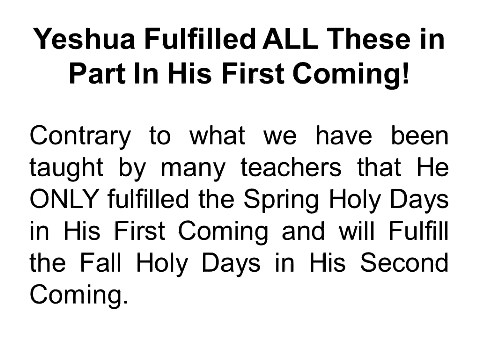 Yeshua Fulfilled ALL These in
Part In His First Coming!
Contrary to what we have been
taught by many teachers that He
ONLY fulfilled the Spring Holy Days
in His First Coming and will Fulfill
the Fall Holy Days in His Second
Coming.